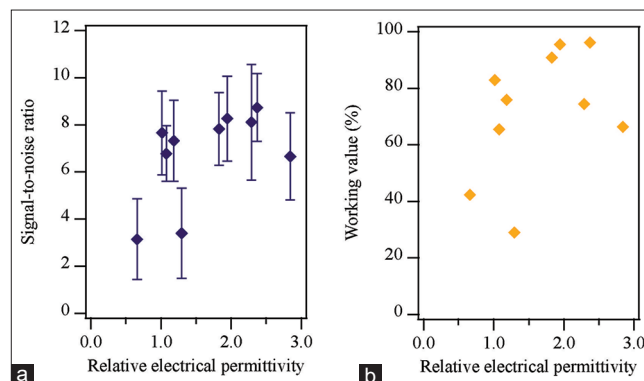 Signal-to-noise ratio
12
10
8
6
4
2
0
0.0 1.0 2.0 3.0
Relative electrical permittivity
a
Working value (%)
100
80
60
40
20
0
0.0 1.0 2.0 3.0
Relative electrical permittivity
b